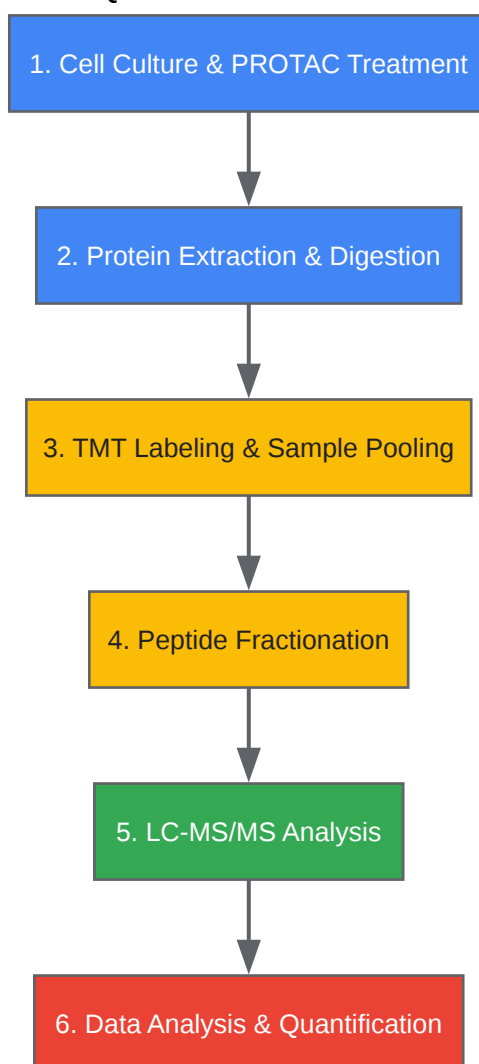 1. Cell Culture & PROTAC Treatment
2. Protein Extraction & Digestion
3. TMT Labeling & Sample Pooling
4. Peptide Fractionation
5. LC-MS/MS Analysis
6. Data Analysis & Quantification